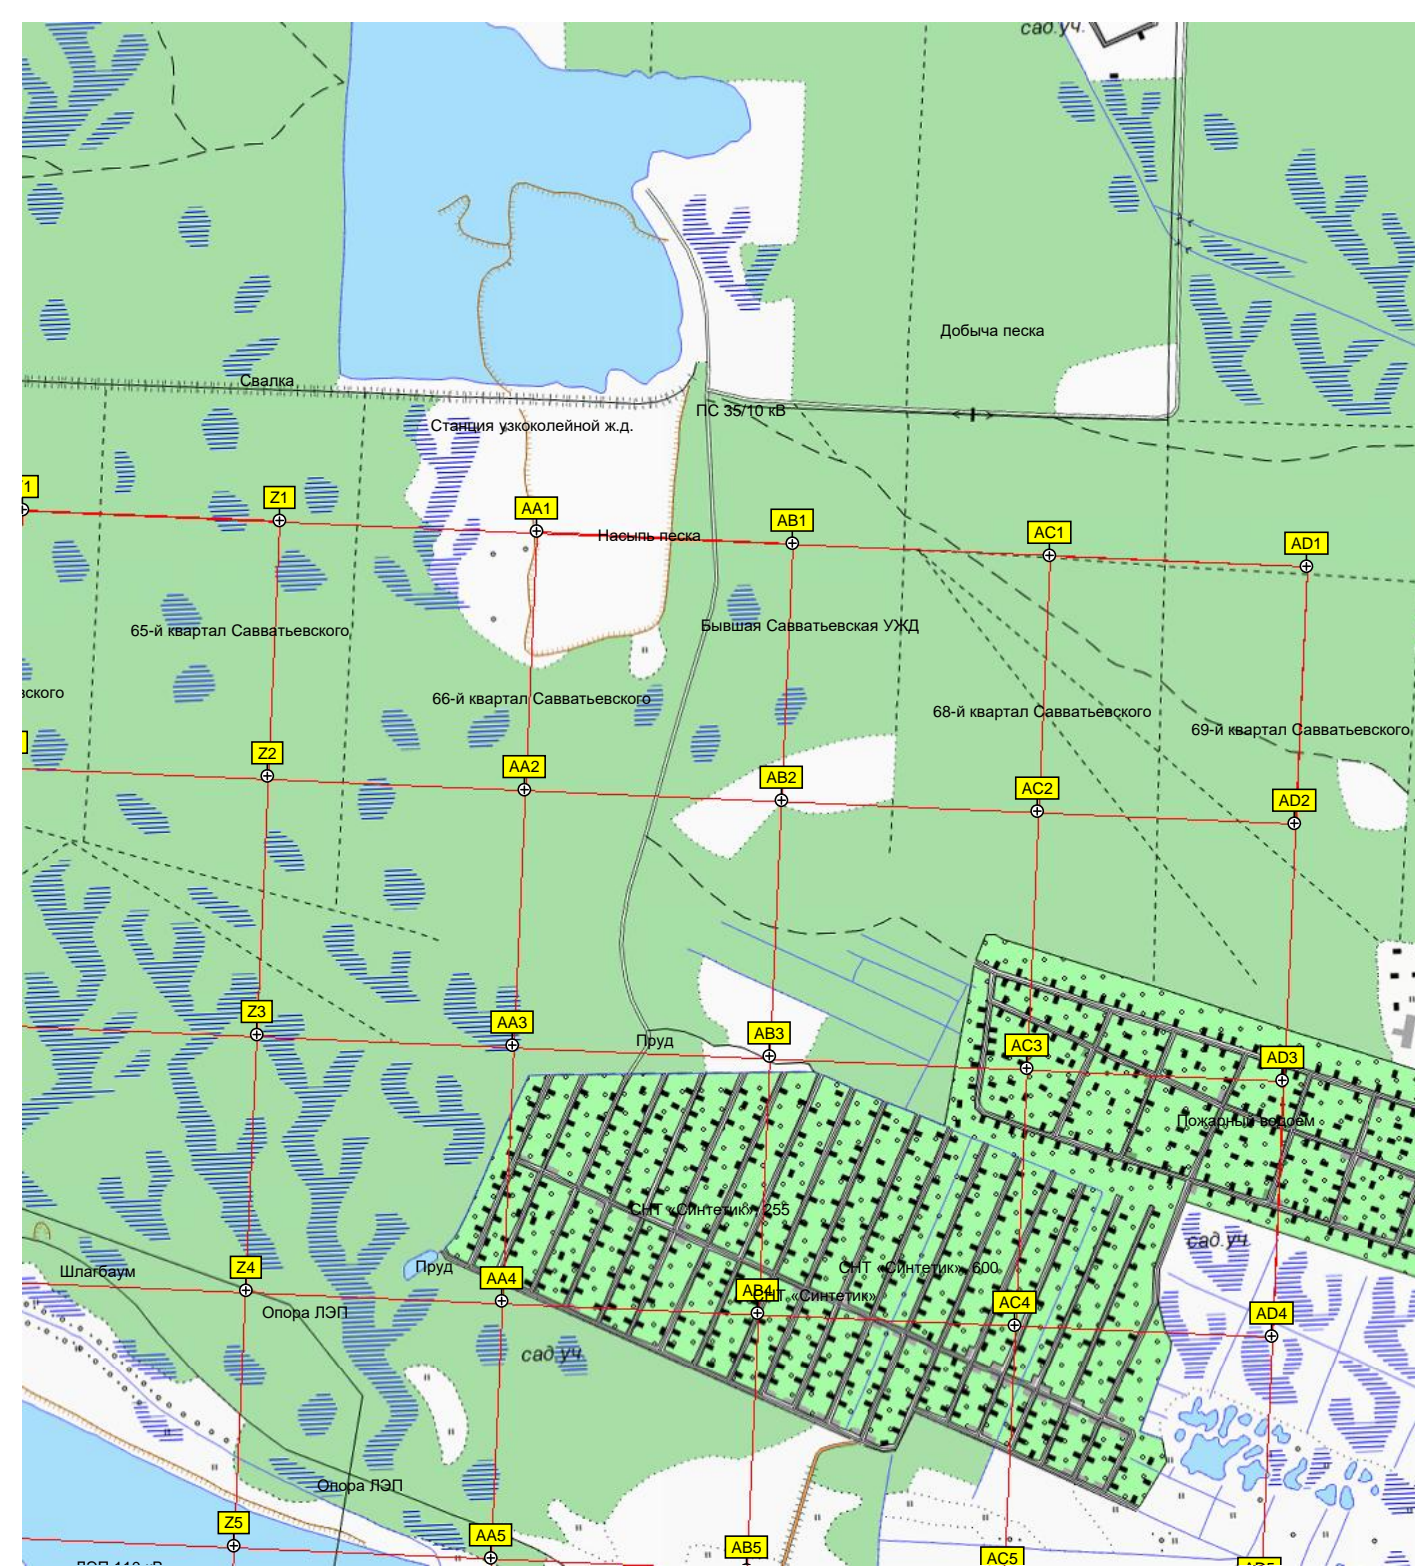 сад.уч.
Добыча песка
Свалка
ПС 35/10 кВ
Станция узкоколейной ж.д.
Z1
AA1
AB1
AC1
AD1
Насыпь песка
65-й квартал Савватьевского
Бывшая Савватьевская УЖД
66-й квартал Савватьевского
68-й квартал Савватьевского
69-й квартал Савватьевского
Z2
AA2
AB2
AC2
AD2
Z3
AA3
AB3
AC3
AD3
Пруд
Пожарный водоём
СНТ «Синтетик», 255
сад.уч.
Шлагбаум
Z4
Пруд
AA4
СНТ «Синтетик», 600
AB4
СНТ «Синтетик»
AC4
AD4
Опора ЛЭП
сад.уч.
Опора ЛЭП
Z5
AA5
AB5
AC5